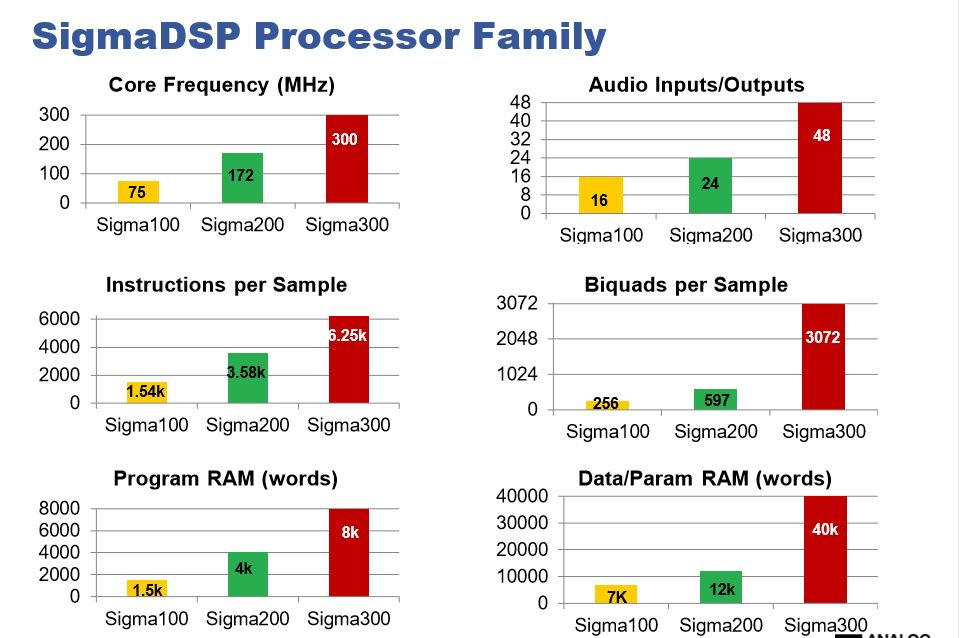 SigmaDSP Processor Family
Core Frequency (MHz)
300
200
100
0
75
172
300
Sigma100 Sigma200 Sigma300
Audio Inputs/Outputs
48
40
32
24
16
8
0
16
24
48
Sigma100 Sigma200 Sigma300
Instructions per Sample
6000
4000
2000
0
1.54k
3.58k
6.25k
Sigma100 Sigma200 Sigma300
Biquads per Sample
3072
2048
1024
0
256
597
3072
Sigma100 Sigma200 Sigma300
Program RAM (words)
8000
6000
4000
2000
0
1.5k
4k
8k
Sigma100 Sigma200 Sigma300
Data/Param RAM (words)
40000
30000
20000
10000
0
7K
12k
40k
Sigma100 Sigma200 Sigma300
ANALOG